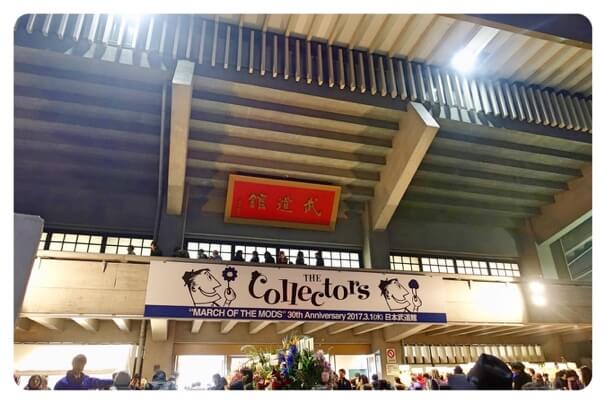 武道館
THE
Collectors
"MARCH OF THE MODS" 30th Anniversary 2017.3.1(水) 日本武道館